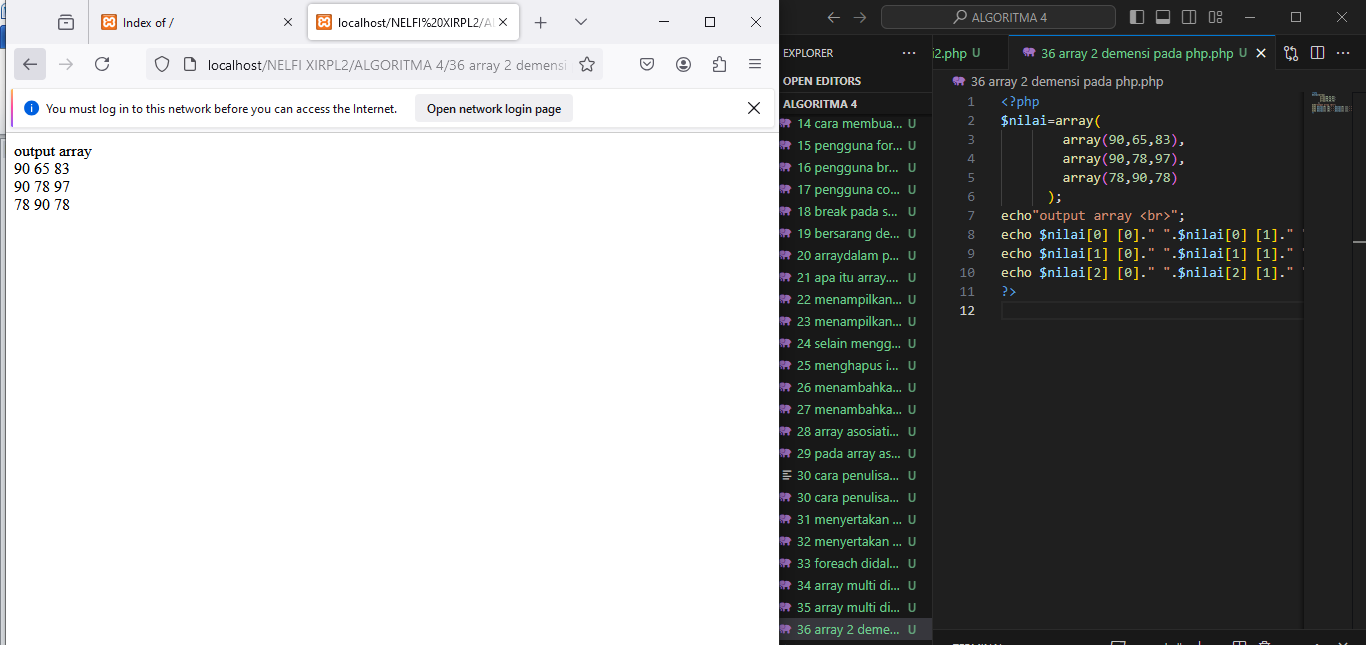 Index of /
localhost/NELFI%20XIRPL2/Al
localhost/NELFI XIRPL2/ALGORITMA 4/36 array 2 demensi
You must log in to this network before you can access the Internet.
Open network login page
output array
90 65 83
90 78 97
78 90 78
ALGORITMA 4
EXPLORER
OPEN EDITORS
ALGORITMA 4
14 cara membua... U
15 pengguna for... U
16 pengguna br... U
17 pengguna co... U
18 break pada s... U
19 bersarang de... U
20 arraydalam p... U
21 apa itu array.... U
22 menampilkan... U
23 menampilkan... U
24 selain mengg... U
25 menghapus i... U
26 menambahka... U
27 menambahka... U
28 array asosiati... U
29 pada array as... U
30 cara penulisa... U
30 cara penulisa... U
31 menyertakan ... U
32 menyertakan ... U
33 foreach didal... U
34 array multi di... U
35 array multi di... U
36 array 2 deme... U
i2.php U
36 array 2 demensi pada php.php U
36 array 2 demensi pada php.php
1 <?php
2 $nilai=array(
3 array(90,65,83),
4 array(90,78,97),
5 array(78,90,78)
6 );
7 echo"output array <br>";
8 echo $nilai[0] [0]." ".$nilai[0] [1]." "
9 echo $nilai[1] [0]." ".$nilai[1] [1]." "
10 echo $nilai[2] [0]." ".$nilai[2] [1]." "
11 ?>
12